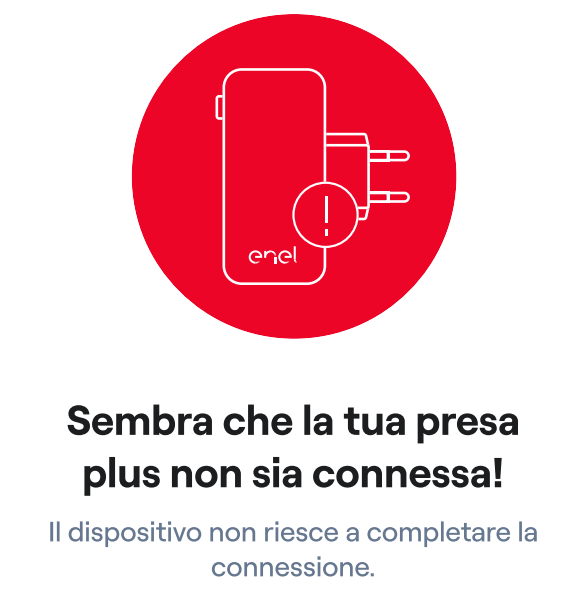 enel
Sembra che la tua presa
plus non sia connessa!
Il dispositivo non riesce a completare la
connessione.